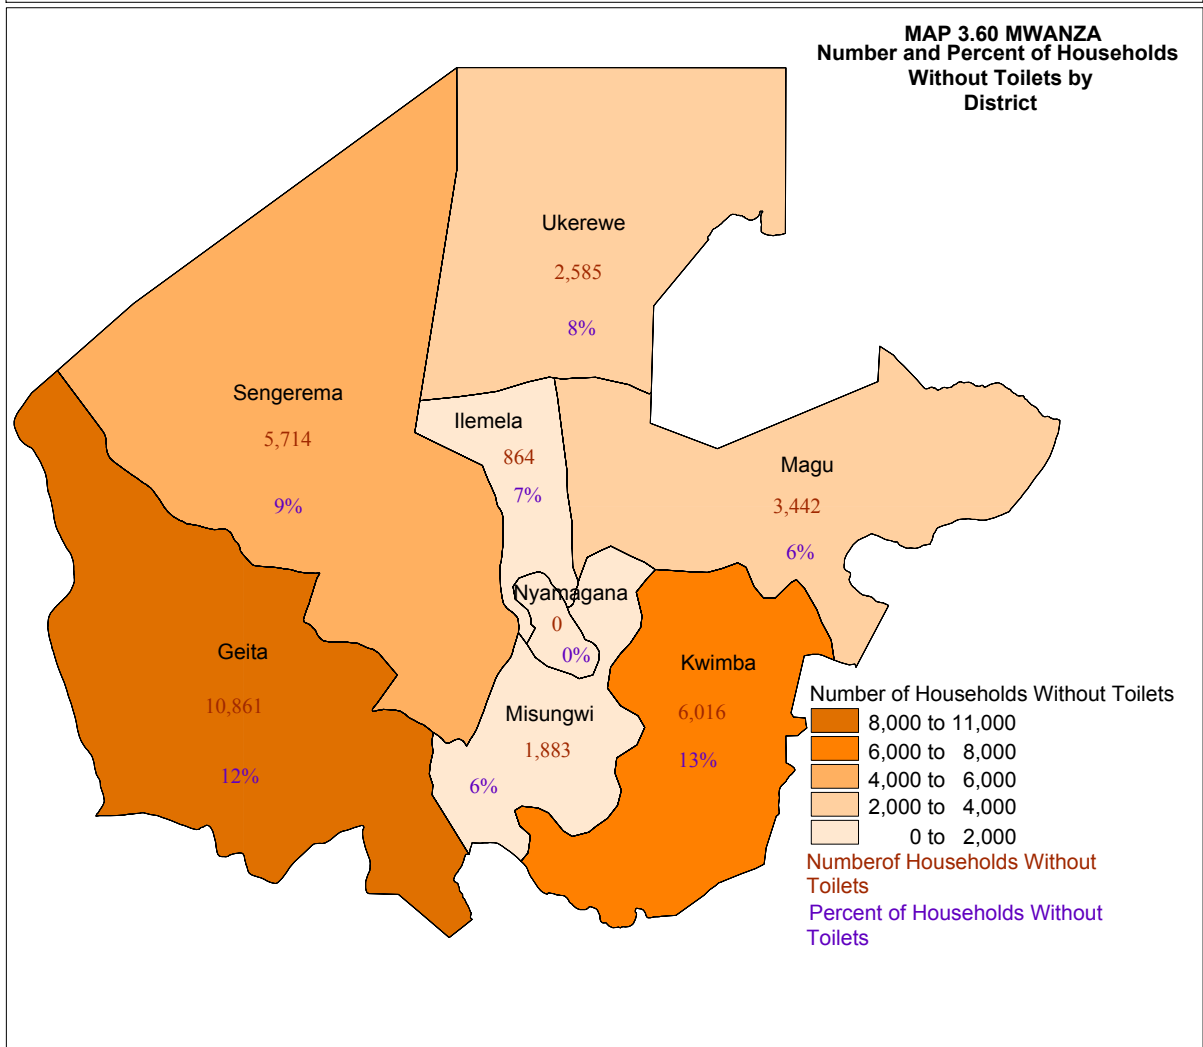 MAP 3.60 MWANZA
Number and Percent of Households
Without Toilets by
District
Ukerewe
2,585
8%
Sengerema
5,714
9%
Ilemela
864
7%
Magu
3,442
6%
Nyamagana
0
0%
Geita
10,861
12%
Kwimba
6,016
13%
Misungwi
1,883
6%
Number of Households Without Toilets
8,000 to 11,000
6,000 to 8,000
4,000 to 6,000
2,000 to 4,000
0 to 2,000
Numberof Households Without
Toilets
Percent of Households Without
Toilets